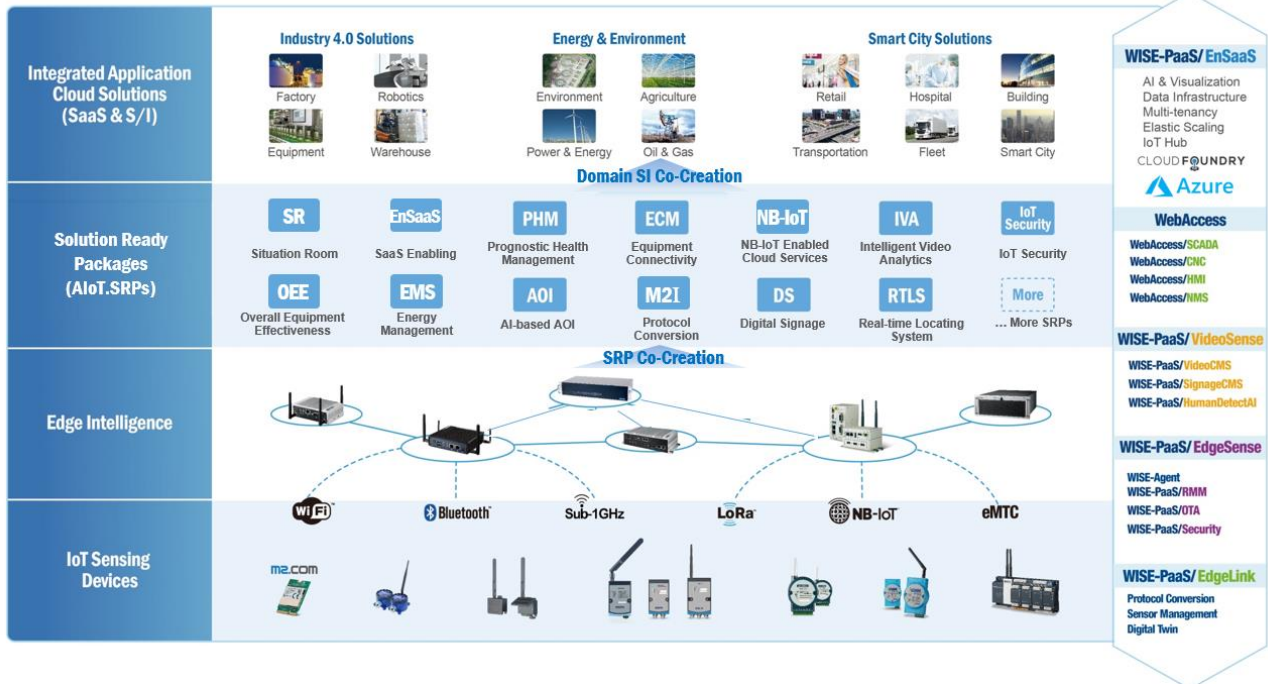 Integrated Application
Cloud Solutions
(SaaS & S/I)
Industry 4.0 Solutions
Factory
Robotics
Equipment
Warehouse
Energy & Environment
Environment
Agriculture
Power & Energy
Oil & Gas
Smart City Solutions
Retail
Hospital
Building
Transportation
Fleet
Smart City
Domain SI Co-Creation
Solution Ready
Packages
(AIoT.SRPs)
SR
Situation Room
EnSaaS
SaaS Enabling
PHM
Prognostic Health
Management
ECM
Equipment
Connectivity
NB-IoT
NB-IoT Enabled
Cloud Services
IVA
Intelligent Video
Analytics
IoT
Security
IoT Security
OEE
Overall Equipment
Effectiveness
EMS
Energy
Management
AOI
AI-based AOI
M2I
Protocol
Conversion
DS
Digital Signage
RTLS
Real-time Locating
System
More
... More SRPs
SRP Co-Creation
Edge Intelligence
IoT Sensing
Devices
WiFi
Bluetooth
Sub-1GHz
LoRa
NB-IoT
eMTC
M2.COM
WISE-PaaS/EnSaaS
AI & Visualization
Data Infrastructure
Multi-tenancy
Elastic Scaling
IoT Hub
CLOUD FOUNDRY
Azure
WebAccess
WebAccess/SCADA
WebAccess/CNC
WebAccess/HMI
WebAccess/NMS
WISE-PaaS/VideoSense
WISE-PaaS/VideoCMS
WISE-PaaS/SignageCMS
WISE-PaaS/HumanDetectAI
WISE-PaaS/EdgeSense
WISE-Agent
WISE-PaaS/RMM
WISE-PaaS/OTA
WISE-PaaS/Security
WISE-PaaS/EdgeLink
Protocol Conversion
Sensor Management
Digital Twin